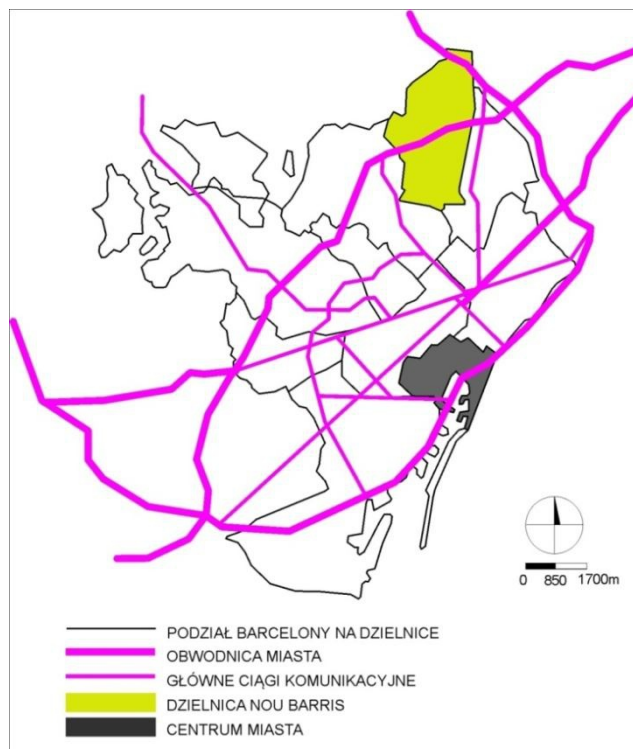 0 850 1700m
PODZIAŁ BARCELONY NA DZIELNICE
OBWODNICA MIASTA
GŁÓWNE CIĄGI KOMUNIKACYJNE
DZIELNICA NOU BARRIS
CENTRUM MIASTA